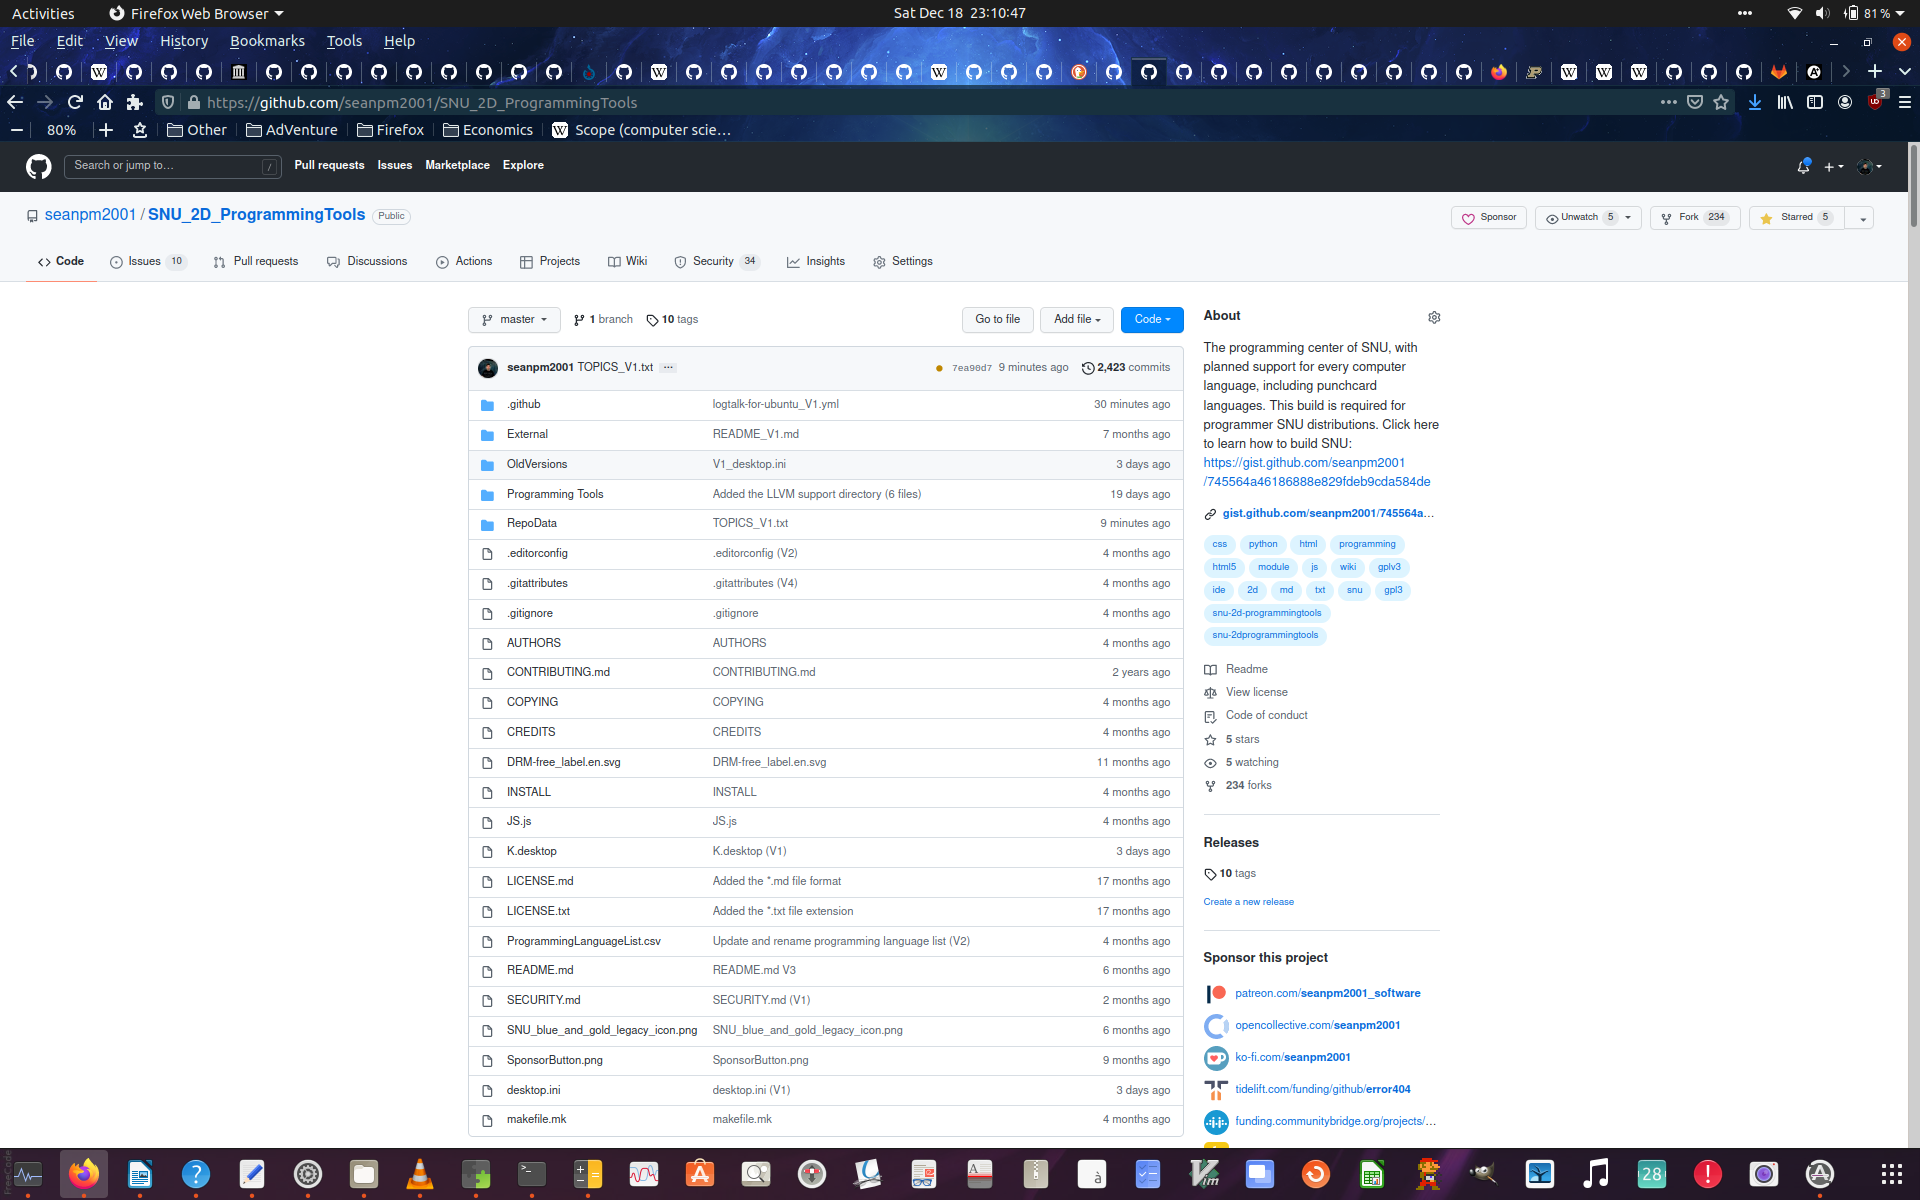 Activities Firefox Web Browser Sat Dec 18 23:10:47 81 %
File Edit View History Bookmarks Tools Help
https://github.com/seanpm2001/SNU_2D_ProgrammingTools 3
80% Other AdVenture Firefox Economics Scope (computer scie…
Search or jump to… / Pull requests Issues Marketplace Explore
seanpm2001 / SNU_2D_ProgrammingTools Public Sponsor Unwatch 5 Fork 234 Starred 5
Code Issues 10 Pull requests Discussions Actions Projects Wiki Security 34 Insights Settings
master 1 branch 10 tags Go to file Add file Code
seanpm2001 TOPICS_V1.txt ... 7ea90d7 9 minutes ago 2,423 commits
.github logtalk-for-ubuntu_V1.yml 30 minutes ago
External README_V1.md 7 months ago
OldVersions V1_desktop.ini 3 days ago
Programming Tools Added the LLVM support directory (6 files) 19 days ago
RepoData TOPICS_V1.txt 9 minutes ago
.editorconfig .editorconfig (V2) 4 months ago
.gitattributes .gitattributes (V4) 4 months ago
.gitignore .gitignore 4 months ago
AUTHORS AUTHORS 4 months ago
CONTRIBUTING.md CONTRIBUTING.md 2 years ago
COPYING COPYING 4 months ago
CREDITS CREDITS 4 months ago
DRM-free_label.en.svg DRM-free_label.en.svg 11 months ago
INSTALL INSTALL 4 months ago
JS.js JS.js 4 months ago
K.desktop K.desktop (V1) 3 days ago
LICENSE.md Added the *.md file format 17 months ago
LICENSE.txt Added the *.txt file extension 17 months ago
ProgrammingLanguageList.csv Update and rename programming language list (V2) 4 months ago
README.md README.md V3 6 months ago
SECURITY.md SECURITY.md (V1) 2 months ago
SNU_blue_and_gold_legacy_icon.png SNU_blue_and_gold_legacy_icon.png 6 months ago
SponsorButton.png SponsorButton.png 9 months ago
desktop.ini desktop.ini (V1) 3 days ago
makefile.mk makefile.mk 4 months ago
About
The programming center of SNU, with
planned support for every computer
language, including punchcard
languages. This build is required for
programmer SNU distributions. Click here
to learn how to build SNU:
https://gist.github.com/seanpm2001
/745564a46186888e829fdeb9cda584de
gist.github.com/seanpm2001/745564a…
css python html programming
html5 module js wiki gplv3
ide 2d md txt snu gpl3
snu-2d-programmingtools
snu-2dprogrammingtools
Readme
View license
Code of conduct
5 stars
5 watching
234 forks
Releases
10 tags
Create a new release
Sponsor this project
patreon.com/seanpm2001_software
opencollective.com/seanpm2001
ko-fi.com/seanpm2001
tidelift.com/funding/github/error404
funding.communitybridge.org/projects/…
28